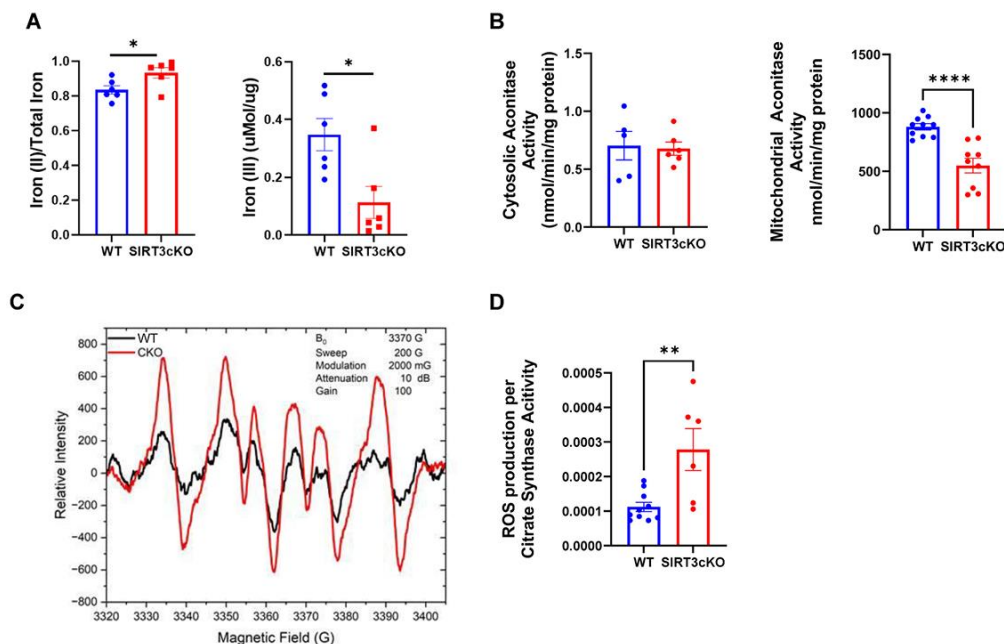 A
Iron (II)/Total Iron
1.0
0.8
0.6
0.4
0.2
0.0
*
WT SIRT3cKO
Iron (III) (uMol/ug)
0.6
0.4
0.2
0.0
*
WT SIRT3cKO
B
Cytosolic Aconitase
Activity
(nmol/min/mg protein)
1.5
1.0
0.5
0.0
WT SIRT3cKO
Mitochondrial Aconitase
Activity
nmol/min/mg protein
1500
1000
500
0
****
WT SIRT3cKO
C
Relative Intensity
800
600
400
200
0
−200
−400
−600
−800
WT
CKO
B₀ 3370 G
Sweep 200 G
Modulation 2000 mG
Attenuation 10 dB
Gain 100
3320 3330 3340 3350 3360 3370 3380 3390 3400
Magnetic Field (G)
D
ROS production per
Citrate Synthase Acitivity
0.0005
0.0004
0.0003
0.0002
0.0001
0.0000
**
WT SIRT3cKO